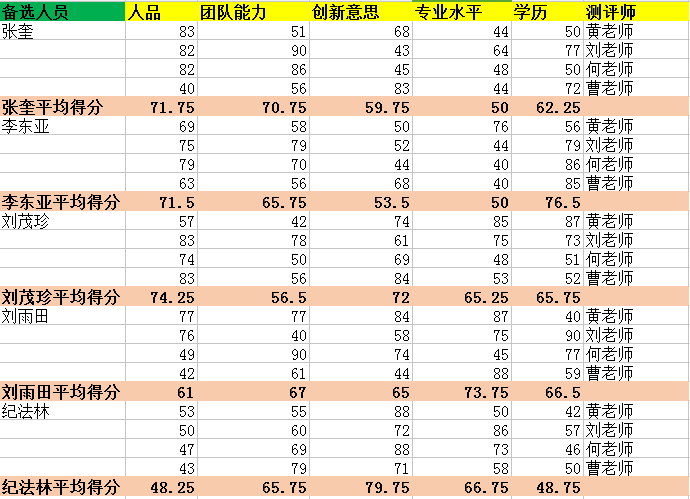 备选人员 人品 团队能力 创新意思 专业水平 学历 测评师
张奎 83 51 68 44 50 黄老师
82 90 43 64 77 刘老师
82 86 45 48 50 何老师
40 56 83 44 72 曹老师
张奎平均得分 71.75 70.75 59.75 50 62.25
李东亚 69 58 50 76 56 黄老师
75 79 52 44 79 刘老师
79 70 44 40 86 何老师
63 56 68 40 85 曹老师
李东亚平均得分 71.5 65.75 53.5 50 76.5
刘茂珍 57 42 74 85 87 黄老师
83 78 61 75 73 刘老师
74 50 69 48 51 何老师
83 56 84 53 52 曹老师
刘茂珍平均得分 74.25 56.5 72 65.25 65.75
刘雨田 77 77 84 87 40 黄老师
76 40 58 75 90 刘老师
49 90 74 45 77 何老师
42 61 44 88 59 曹老师
刘雨田平均得分 61 67 65 73.75 66.5
纪法林 53 55 88 50 42 黄老师
50 60 72 86 57 刘老师
47 69 88 73 46 何老师
43 79 71 58 50 曹老师
纪法林平均得分 48.25 65.75 79.75 66.75 48.75